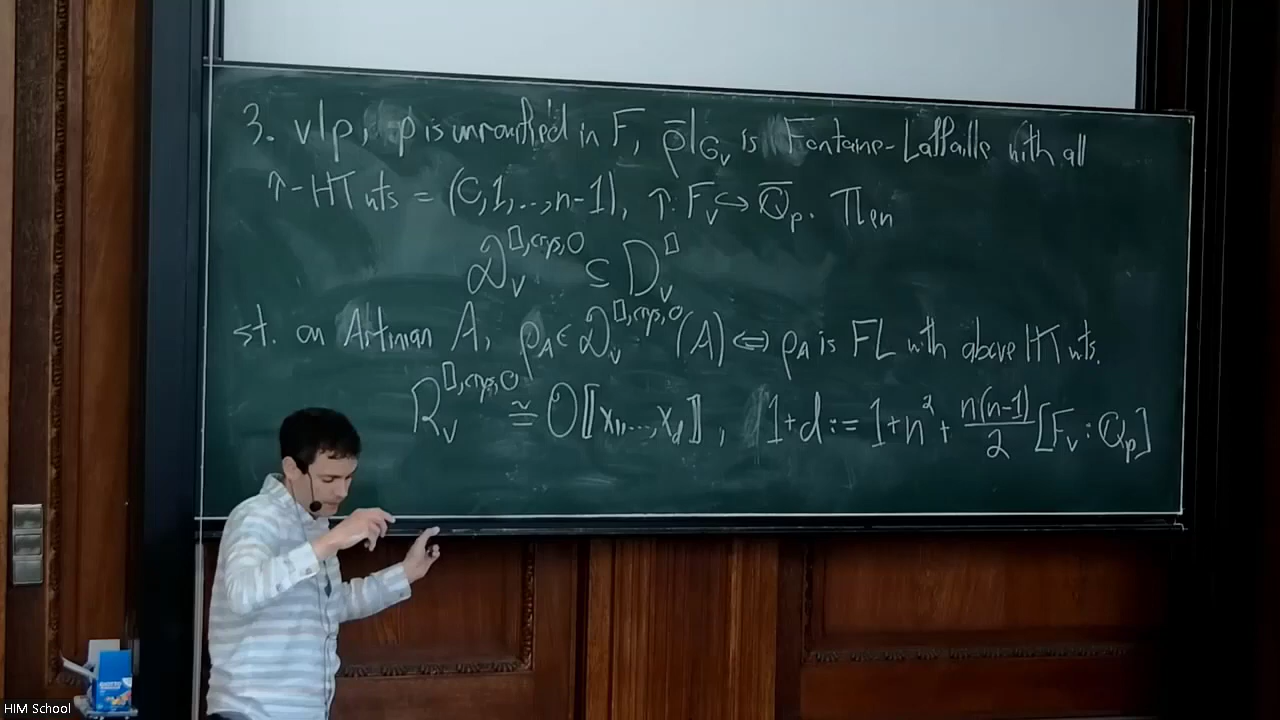 3. v|p, p is unramified in F, ρ̄|G_v is Fontaine-Laffaille with all
τ-HT wts = (0,1,...,n-1), τ: F_v ↪ Q̄_p. Then
𝒟_v^{□,crys,0} ⊆ D_v^□
st. on Artinian A, ρ_A ∈ 𝒟_v^{□,crys,0}(A) ⇔ ρ_A is FL with above HT wts.
R_v^{□,crys,0} ≅ O[[x_1,...,x_d]], 1+d := 1+n²+ n(n-1)/2 [F_v:Q_p]
HIM School